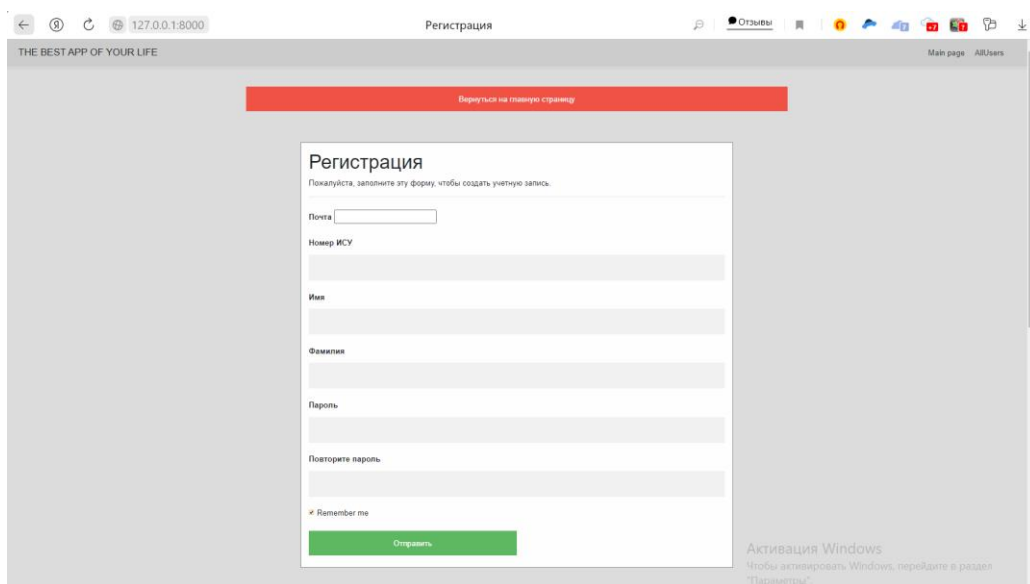 Я 127.0.0.1:8000 Регистрация Отзывы
THE BEST APP OF YOUR LIFE Main page AllUsers
Вернуться на главную страницу
Регистрация
Пожалуйста, заполните эту форму, чтобы создать учетную запись.
Почта
Номер ИСУ
Имя
Фамилия
Пароль
Повторите пароль
Remember me
Отправить
Активация Windows
Чтобы активировать Windows, перейдите в раздел
"Параметры".